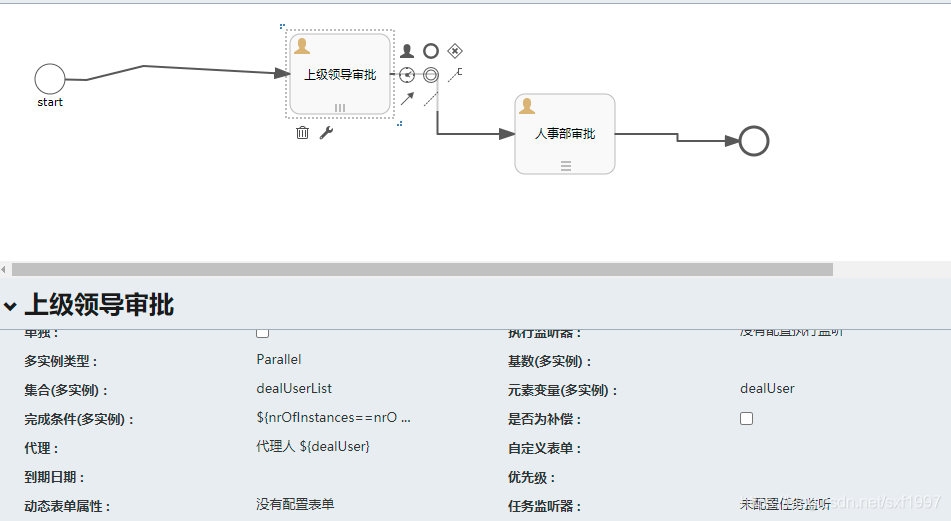 上级领导审批
start
人事部审批
上级领导审批
单独：
执行监听器：
没有配置执行监听
多实例类型：
Parallel
基数(多实例)：
集合(多实例)：
dealUserList
元素变量(多实例)：
dealUser
完成条件(多实例)：
${nrOfInstances==nrO ...
是否为补偿：
代理：
代理人 ${dealUser}
自定义表单：
到期日期：
优先级：
动态表单属性：
没有配置表单
任务监听器：
未配置任务监听